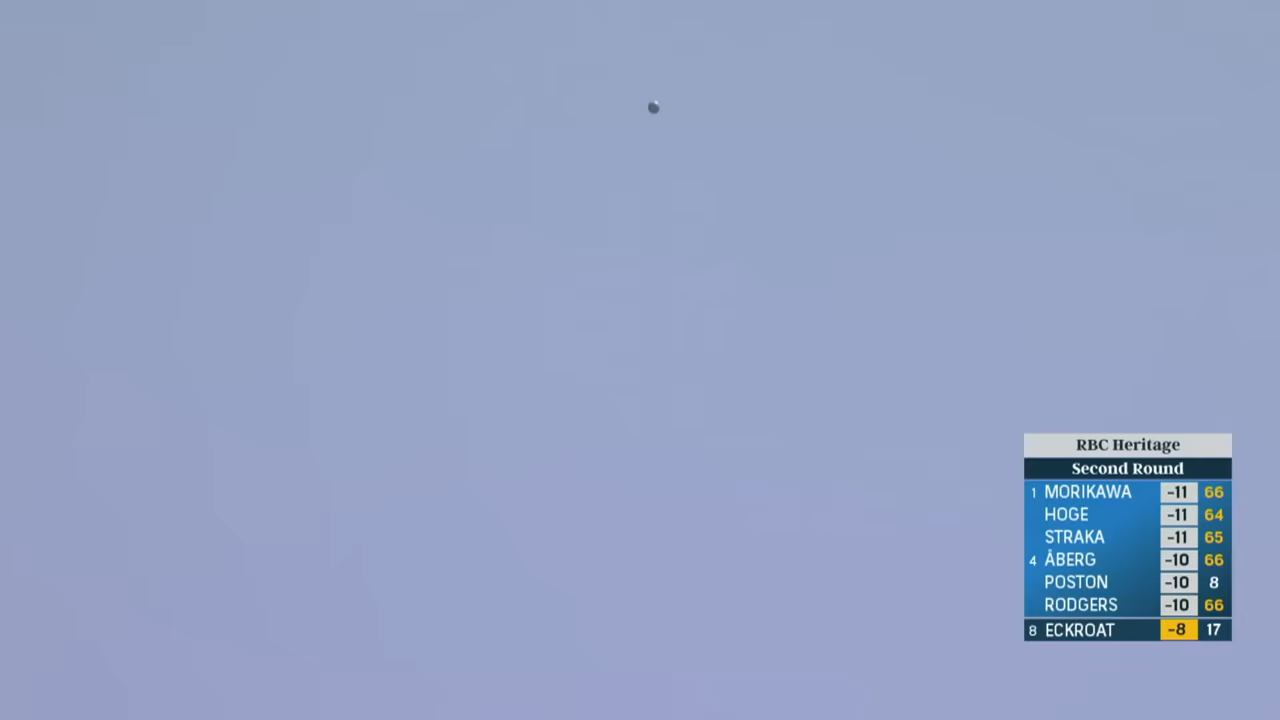 RBC Heritage
Second Round
1 MORIKAWA -11 66
HOGE -11 64
STRAKA -11 65
4 ÅBERG -10 66
POSTON -10 8
RODGERS -10 66
8 ECKROAT -8 17